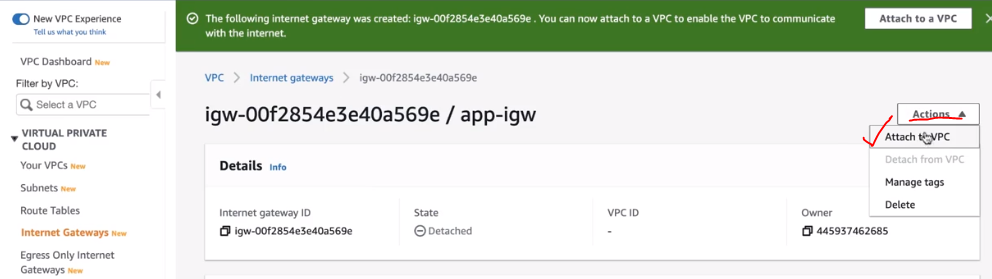 New VPC Experience
Tell us what you think
VPC Dashboard New
Filter by VPC:
Select a VPC
VIRTUAL PRIVATE
CLOUD
Your VPCs New
Subnets New
Route Tables
Internet Gateways New
Egress Only Internet
Gateways New
The following internet gateway was created: igw-00f2854e3e40a569e . You can now attach to a VPC to enable the VPC to communicate
with the internet.
Attach to a VPC
VPC > Internet gateways > igw-00f2854e3e40a569e
igw-00f2854e3e40a569e / app-igw
Actions
Attach to VPC
Detach from VPC
Manage tags
Delete
Details Info
Internet gateway ID
igw-00f2854e3e40a569e
State
Detached
VPC ID
-
Owner
445937462685